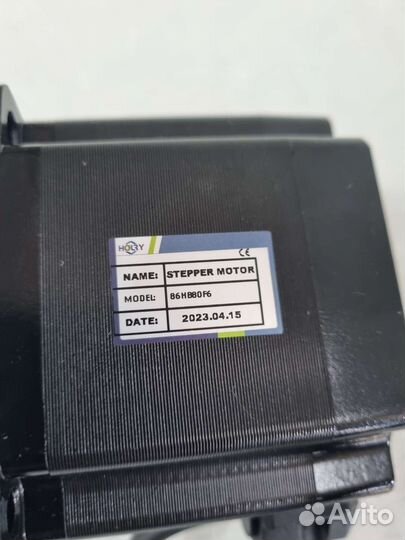 HOLRY
CE
NAME: STEPPER MOTOR
MODEL: 86HB80F6
DATE: 2023.04.15
Avito